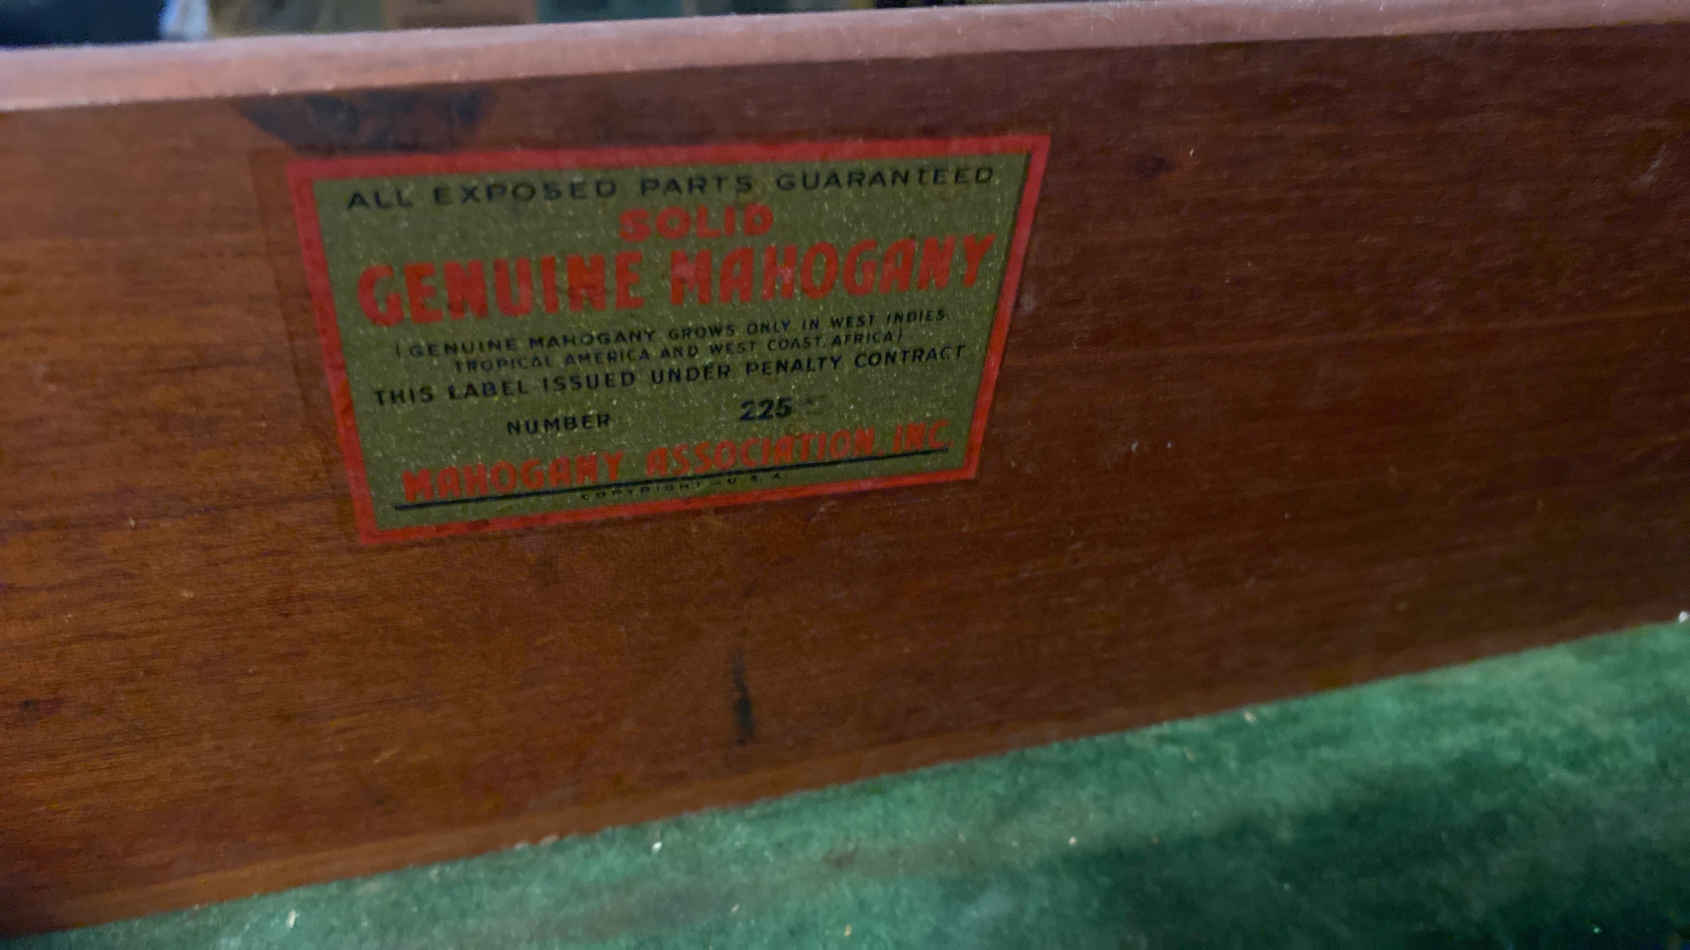 ALL EXPOSED PARTS GUARANTEED
SOLID
GENUINE MAHOGANY
(GENUINE MAHOGANY GROWS ONLY IN WEST INDIES,
TROPICAL AMERICA AND WEST COAST, AFRICA)
THIS LABEL ISSUED UNDER PENALTY CONTRACT
NUMBER 225
MAHOGANY ASSOCIATION, INC.
COPYRIGHT - U.S.A.